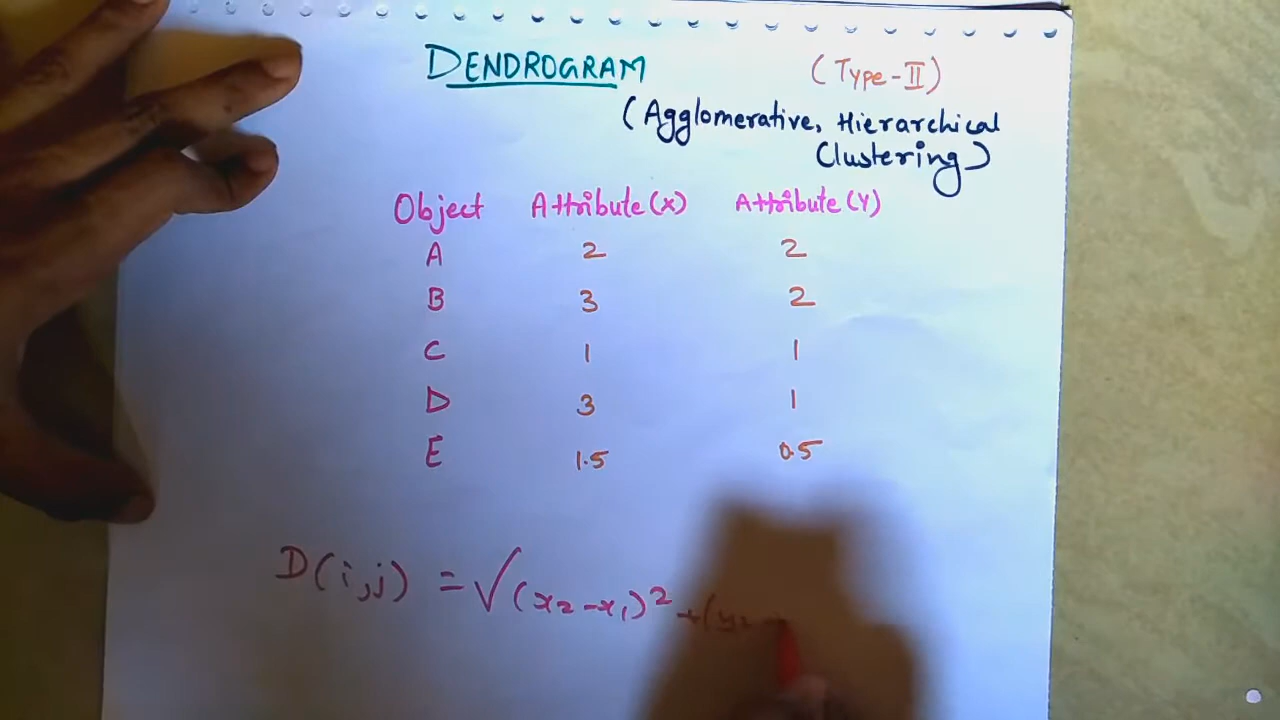 DENDROGRAM (Type-II)
(Agglomerative, Hierarchical
Clustering)
Object Attribute(X) Attribute(Y)
A 2 2
B 3 2
C 1 1
D 3 1
E 1.5 0.5
D(i,j) = √(x2-x1)2 +(y2-